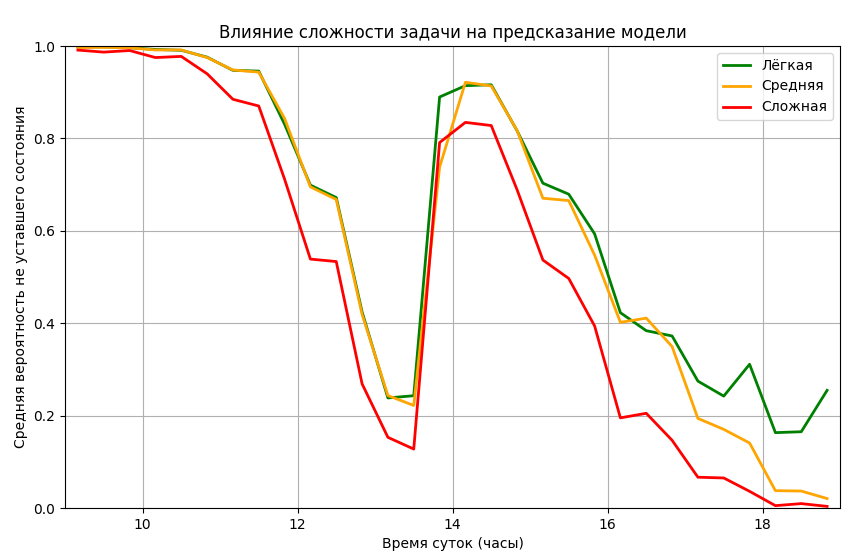 Влияние сложности задачи на предсказание модели
Средняя вероятность не уставшего состояния
1.0
0.8
0.6
0.4
0.2
0.0
Лёгкая
Средняя
Сложная
10
12
14
16
18
Время суток (часы)